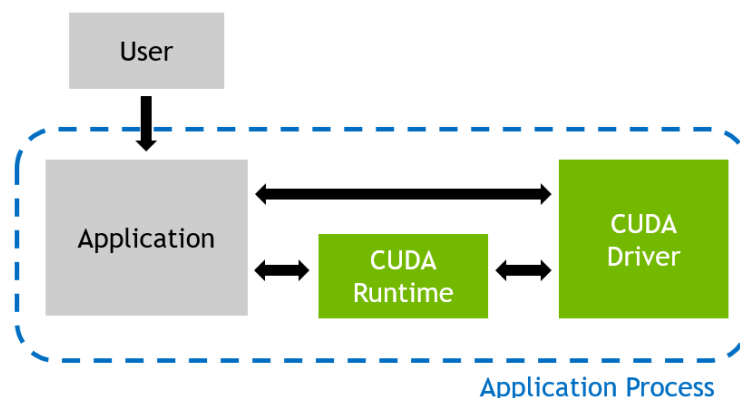 User
Application
CUDA
Runtime
CUDA
Driver
Application Process